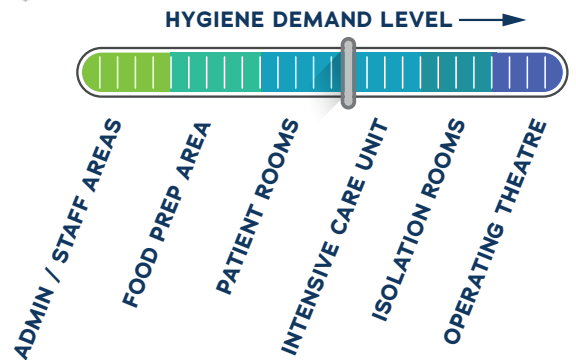 HYGIENE DEMAND LEVEL
ADMIN / STAFF AREAS
FOOD PREP AREA
PATIENT ROOMS
INTENSIVE CARE UNIT
ISOLATION ROOMS
OPERATING THEATRE